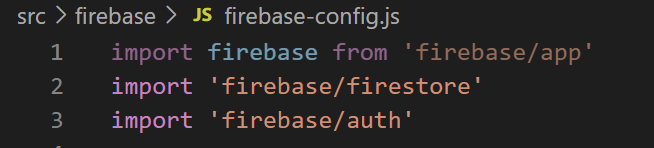 src > firebase > JS firebase-config.js
1 import firebase from 'firebase/app'
2 import 'firebase/firestore'
3 import 'firebase/auth'